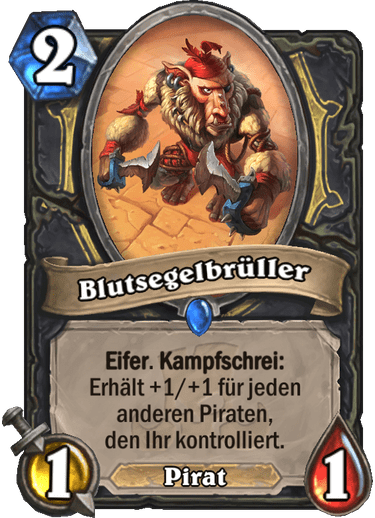 2
Blutsegelbrüller
Eifer. Kampfschrei:
Erhält +1/+1 für jeden
anderen Piraten,
den Ihr kontrolliert.
1
Pirat
1